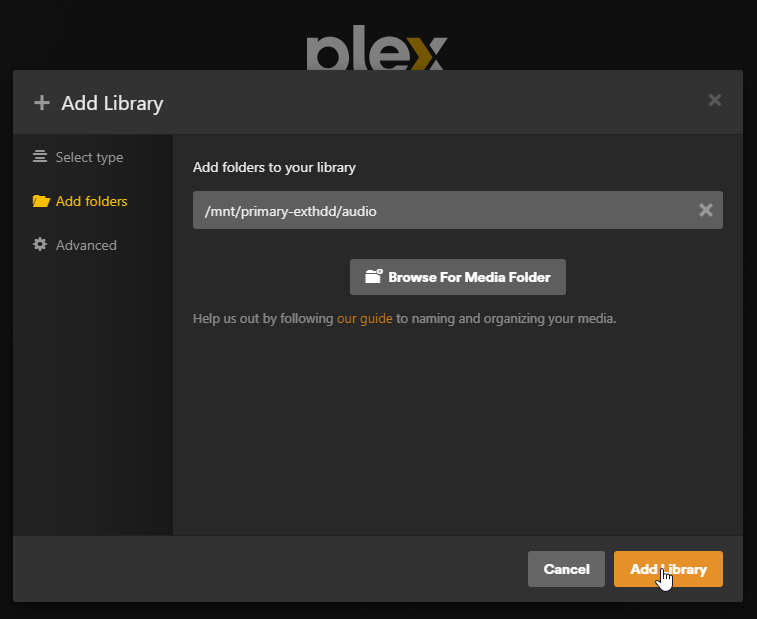 plex
Add Library
Select type
Add folders
Advanced
Add folders to your library
/mnt/primary-exthdd/audio
Browse For Media Folder
Help us out by following our guide to naming and organizing your media.
Cancel
Add Library